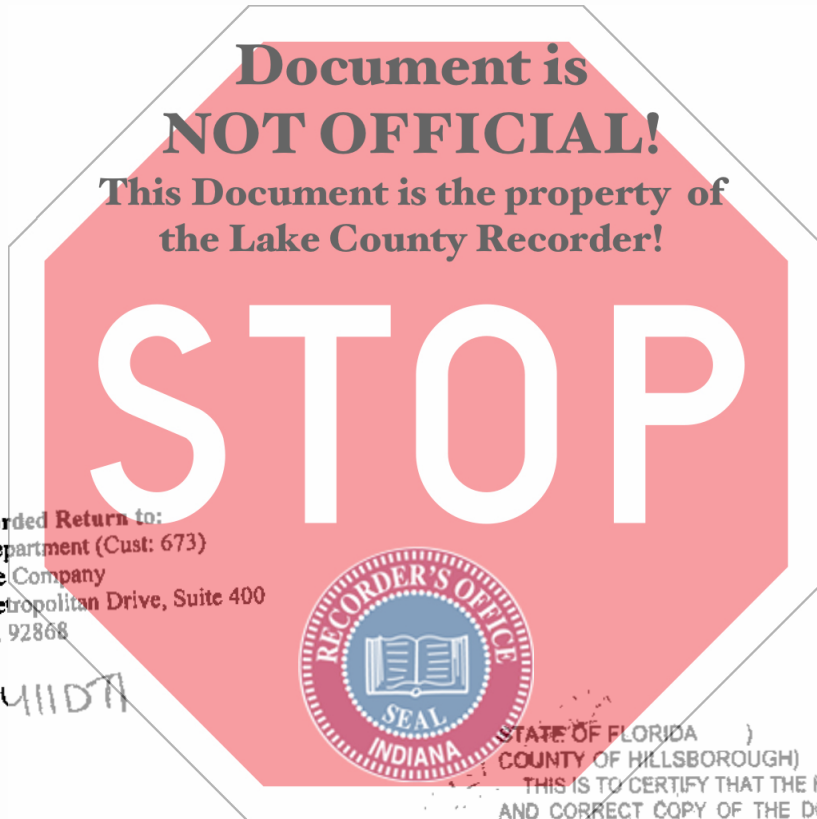 Document is
NOT OFFICIAL!
This Document is the property of
the Lake County Recorder!
STOP
rded Return to:
epartment (Cust: 673)
e Company
etropolitan Drive, Suite 400
, 92868
RECORDER'S OFFICE
SEAL
INDIANA
STATE OF FLORIDA )
COUNTY OF HILLSBOROUGH)
THIS IS TO CERTIFY THAT THE
AND CORRECT COPY OF THE